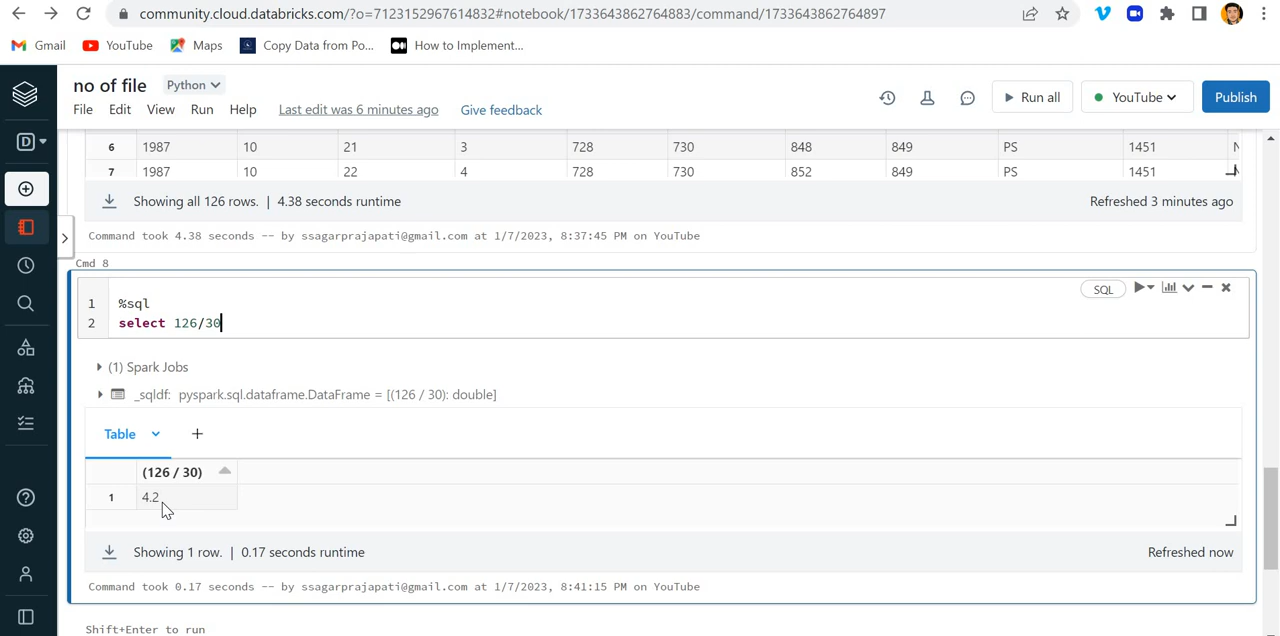 community.cloud.databricks.com/?o=7123152967614832#notebook/1733643862764883/command/1733643862764897
Gmail YouTube Maps Copy Data from Po... How to Implement...
no of file Python
File Edit View Run Help Last edit was 6 minutes ago Give feedback
Run all YouTube Publish
D
6 1987 10 21 3 728 730 848 849 PS 1451
7 1987 10 22 4 728 730 852 849 PS 1451
Showing all 126 rows. | 4.38 seconds runtime Refreshed 3 minutes ago
Command took 4.38 seconds -- by ssagarprajapati@gmail.com at 1/7/2023, 8:37:45 PM on YouTube
Cmd 8
SQL
1 %sql
2 select 126/30
(1) Spark Jobs
_sqldf: pyspark.sql.dataframe.DataFrame = [(126 / 30): double]
Table +
(126 / 30)
1 4.2
Showing 1 row. | 0.17 seconds runtime Refreshed now
Command took 0.17 seconds -- by ssagarprajapati@gmail.com at 1/7/2023, 8:41:15 PM on YouTube
Shift+Enter to run